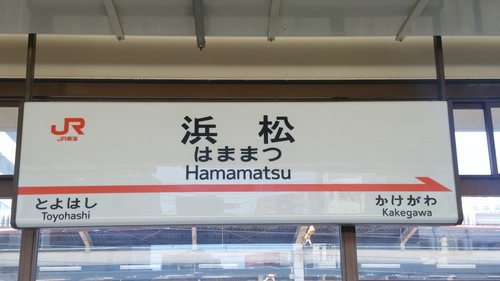 JR
JR東海
浜松
はままつ
Hamamatsu
とよはし
Toyohashi
かけがわ
Kakegawa